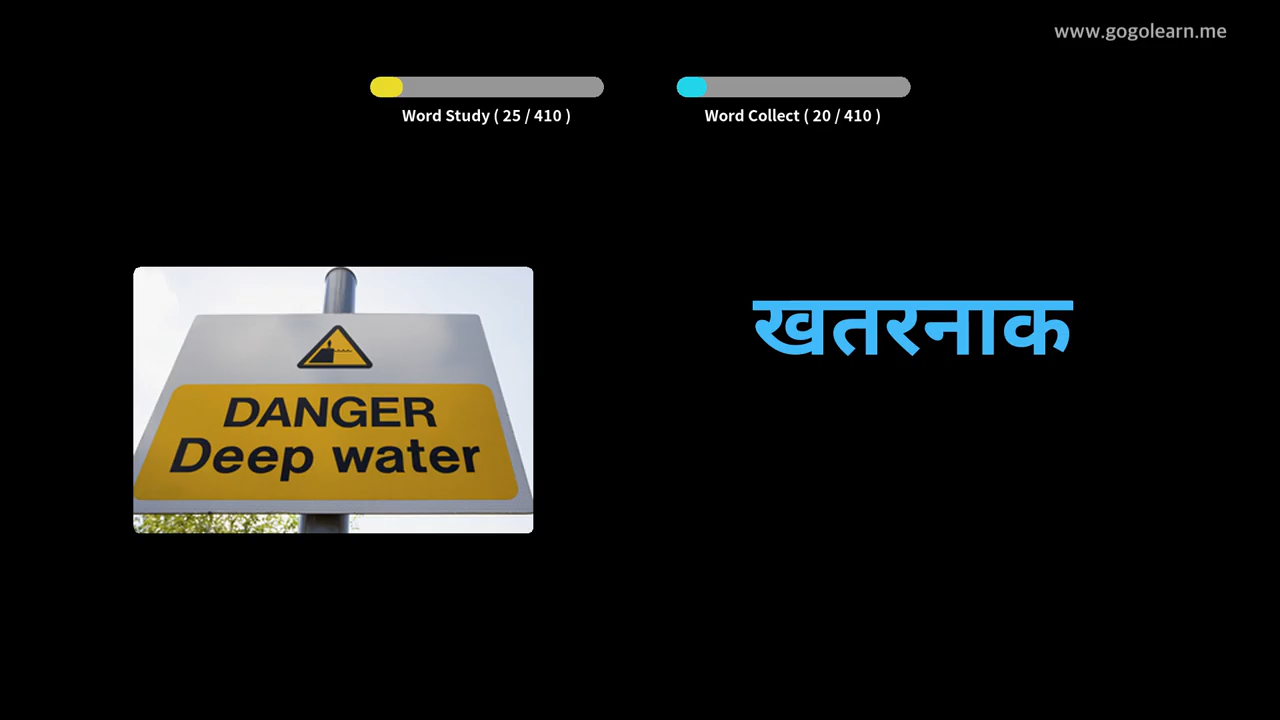 www.gogolearn.me
Word Study ( 25 / 410 )
Word Collect ( 20 / 410 )
DANGER
Deep water
खतरनाक